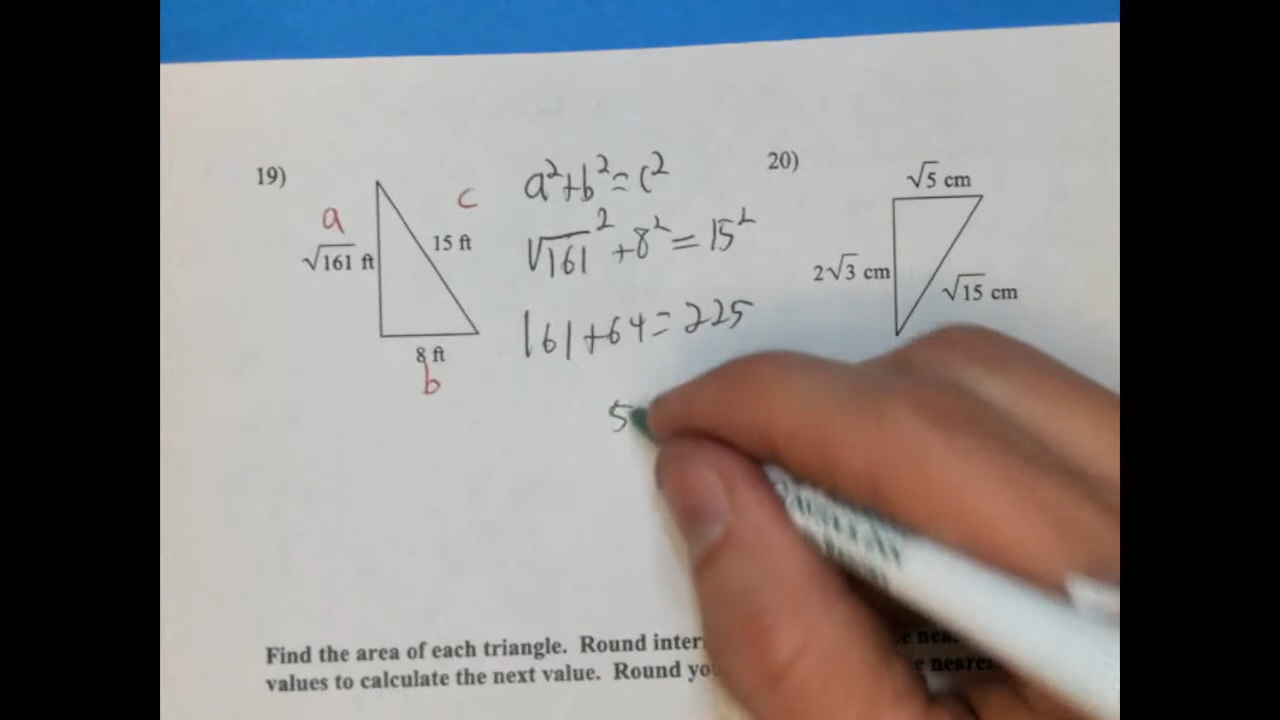 19)
a
c
√161 ft
15 ft
8 ft
b
a²+b²=c²
√161²+8²=15²
161+64=225
5
20)
√5 cm
2√3 cm
√15 cm
Find the area of each triangle. Round
values to calculate the next value. Round